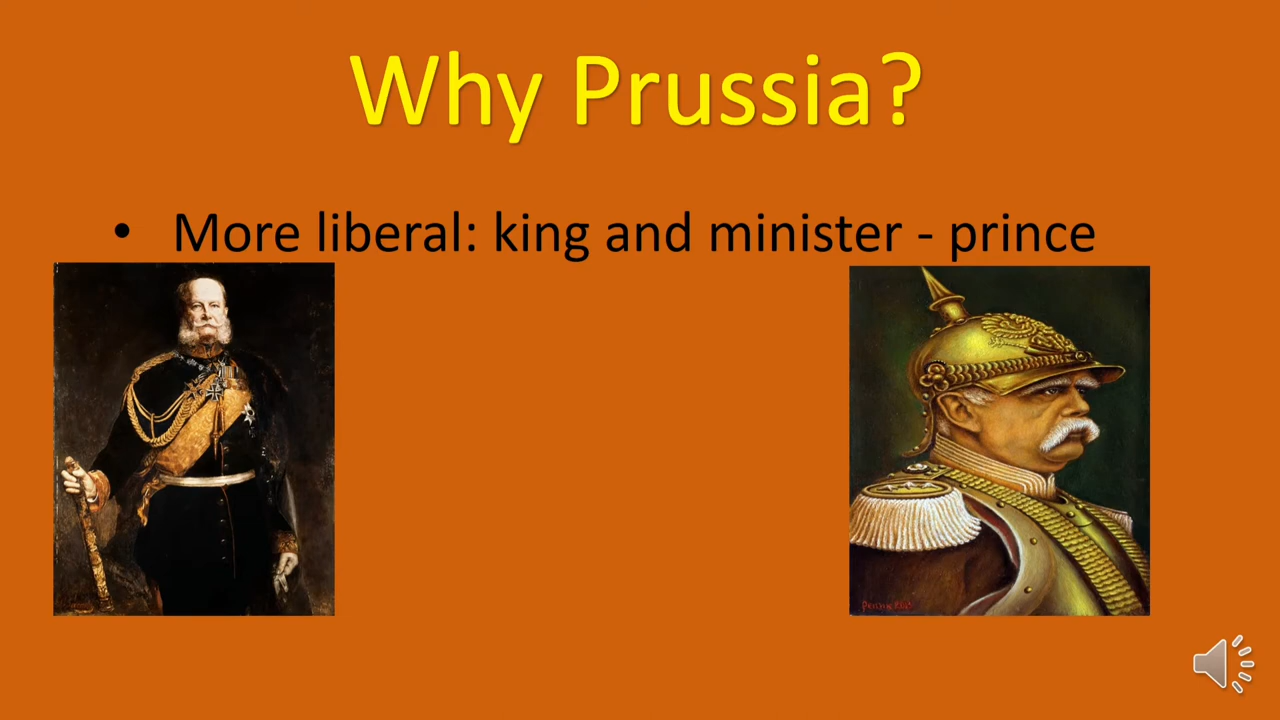 Why Prussia?
• More liberal: king and minister - prince